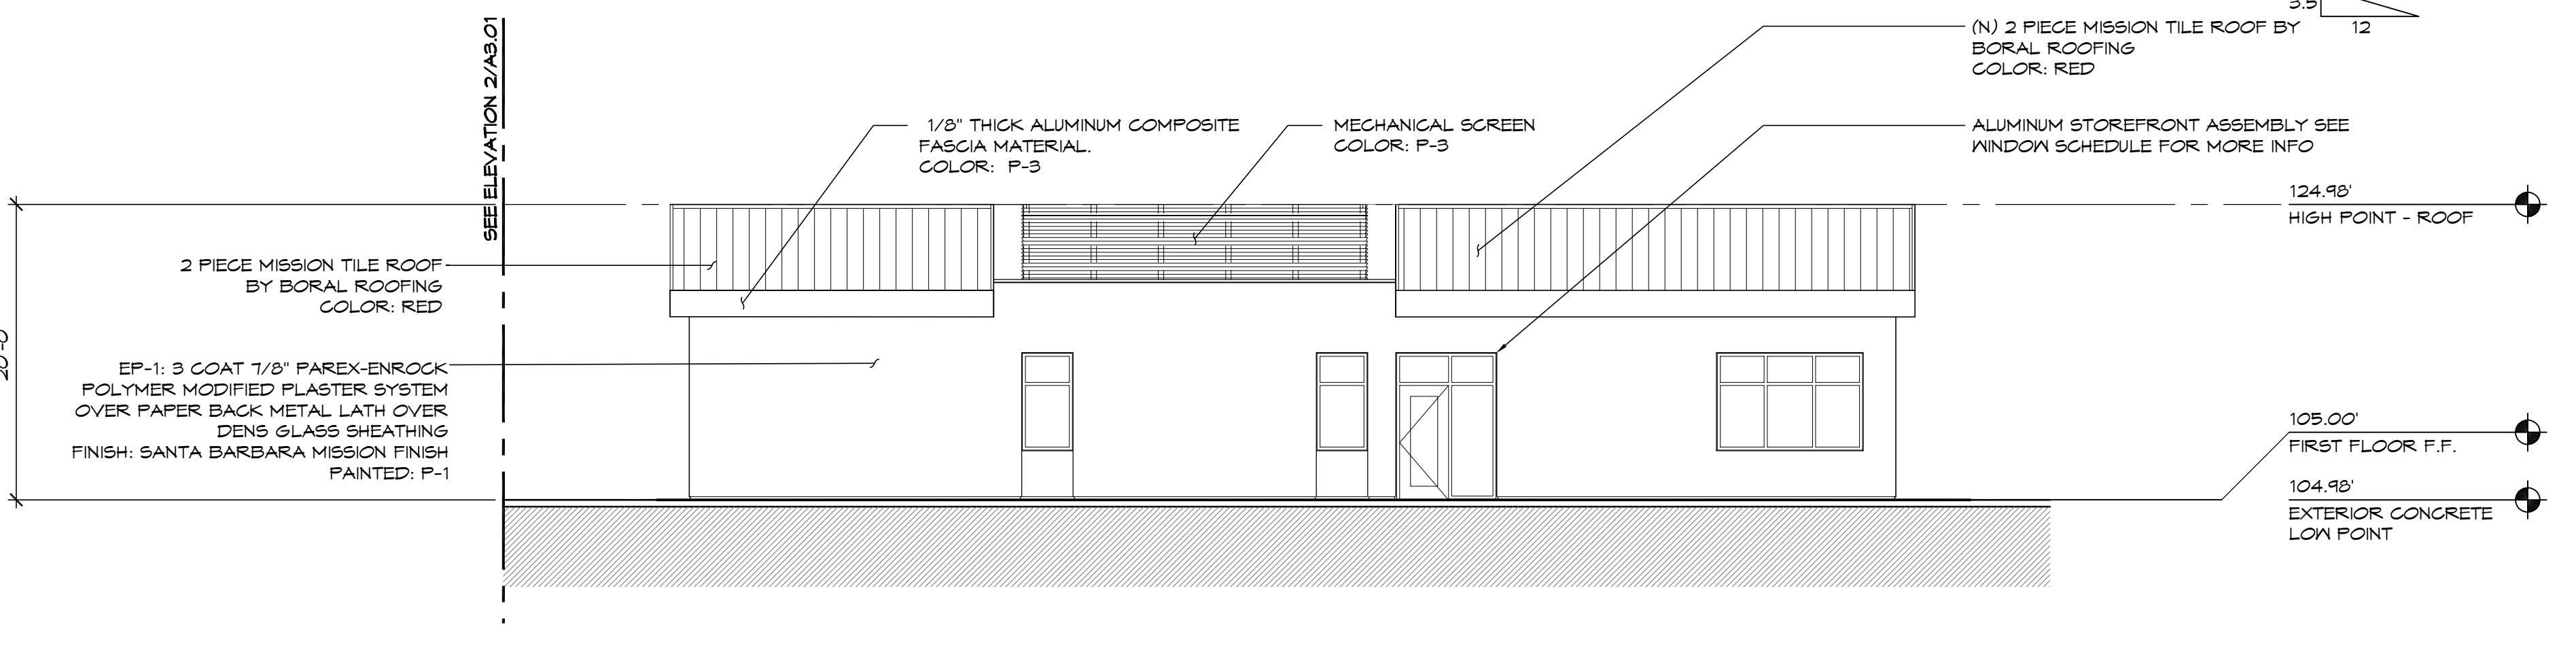 SEE ELEVATION 2/A3.01
3.5
12
(N) 2 PIECE MISSION TILE ROOF BY
BORAL ROOFING
COLOR: RED
1/8" THICK ALUMINUM COMPOSITE
FASCIA MATERIAL.
COLOR: P-3
MECHANICAL SCREEN
COLOR: P-3
ALUMINUM STOREFRONT ASSEMBLY SEE
WINDOW SCHEDULE FOR MORE INFO
124.98'
HIGH POINT - ROOF
2 PIECE MISSION TILE ROOF
BY BORAL ROOFING
COLOR: RED
20'-0"
EP-1: 3 COAT 7/8" PAREX-ENROCK
POLYMER MODIFIED PLASTER SYSTEM
OVER PAPER BACK METAL LATH OVER
DENS GLASS SHEATHING
FINISH: SANTA BARBARA MISSION FINISH
PAINTED: P-1
105.00'
FIRST FLOOR F.F.
104.98'
EXTERIOR CONCRETE
LOW POINT